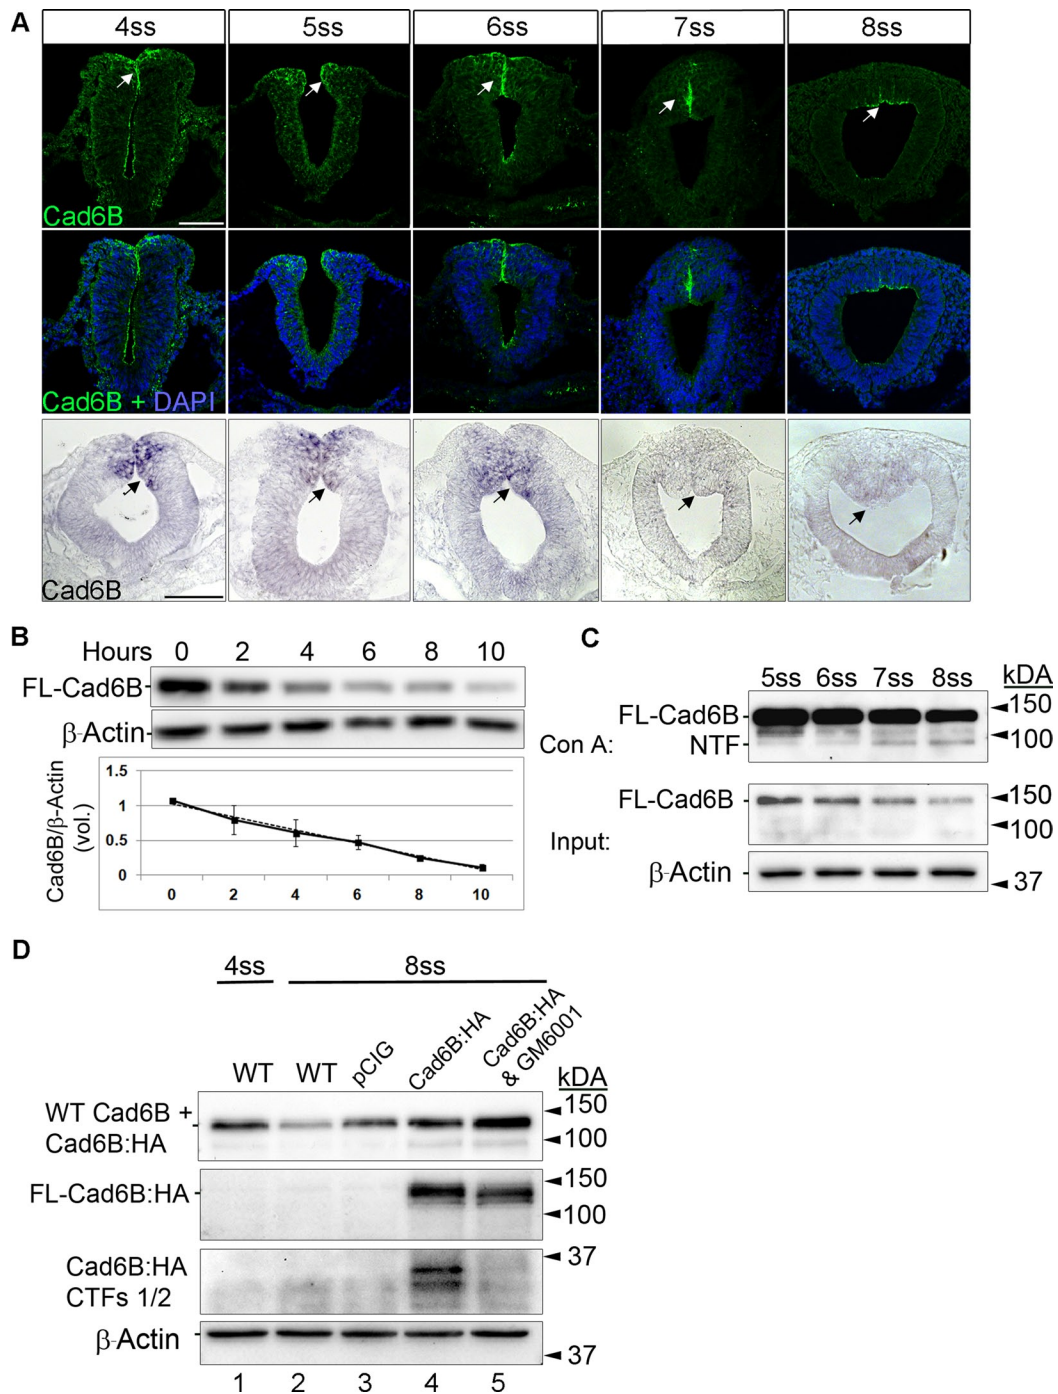 A
4ss 5ss 6ss 7ss 8ss
Cad6B
Cad6B + DAPI
Cad6B
B
Hours 0 2 4 6 8 10
FL-Cad6B
β-Actin
Cad6B/β-Actin
(vol.)
1.5
1
0.5
0
0 2 4 6 8 10
C
5ss 6ss 7ss 8ss kDA
FL-Cad6B 150
Con A: NTF 100
FL-Cad6B 150
100
Input:
β-Actin 37
D
4ss 8ss
WT WT pCIG Cad6B:HA Cad6B:HA
& GM6001
kDA
WT Cad6B + 150
Cad6B:HA 100
FL-Cad6B:HA 150
100
Cad6B:HA 37
CTFs 1/2
β-Actin
37
1 2 3 4 5